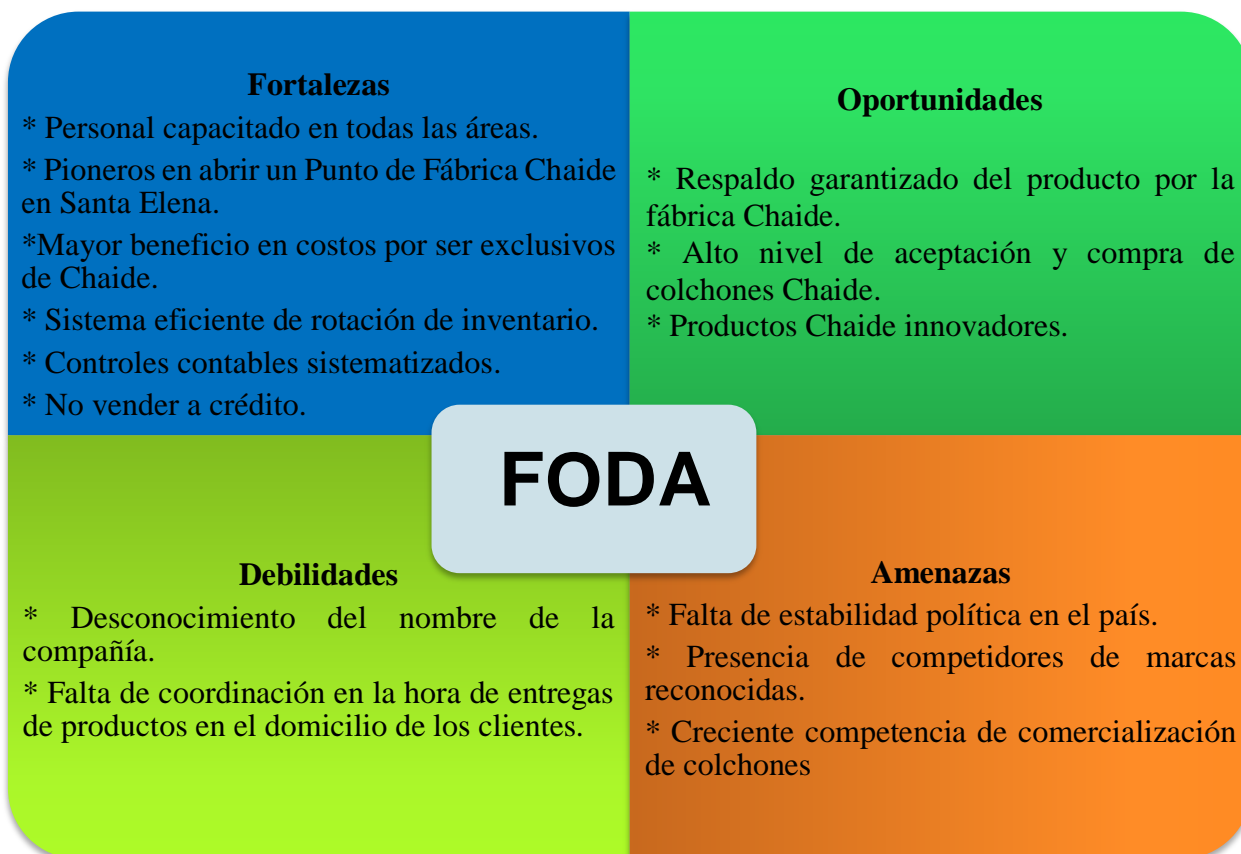 Fortalezas
* Personal capacitado en todas las áreas.
* Pioneros en abrir un Punto de Fábrica Chaide
en Santa Elena.
*Mayor beneficio en costos por ser exclusivos
de Chaide.
* Sistema eficiente de rotación de inventario.
* Controles contables sistematizados.
* No vender a crédito.
Oportunidades
* Respaldo garantizado del producto por la
fábrica Chaide.
* Alto nivel de aceptación y compra de
colchones Chaide.
* Productos Chaide innovadores.
FODA
Debilidades
* Desconocimiento del nombre de la
compañía.
* Falta de coordinación en la hora de entregas
de productos en el domicilio de los clientes.
Amenazas
* Falta de estabilidad política en el país.
* Presencia de competidores de marcas
reconocidas.
* Creciente competencia de comercialización
de colchones